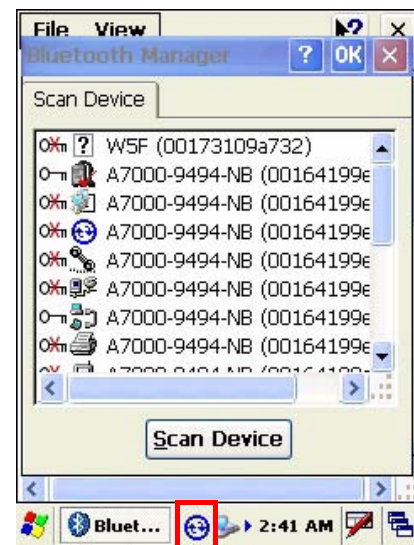 File View
Bluetooth Manager ? OK
Scan Device
? W5F (00173109a732)
A7000-9494-NB (00164199e
A7000-9494-NB (00164199e
A7000-9494-NB (00164199e
A7000-9494-NB (00164199e
A7000-9494-NB (00164199e
A7000-9494-NB (00164199e
A7000-9494-NB (00164199e
Scan Device
Bluet... 2:41 AM